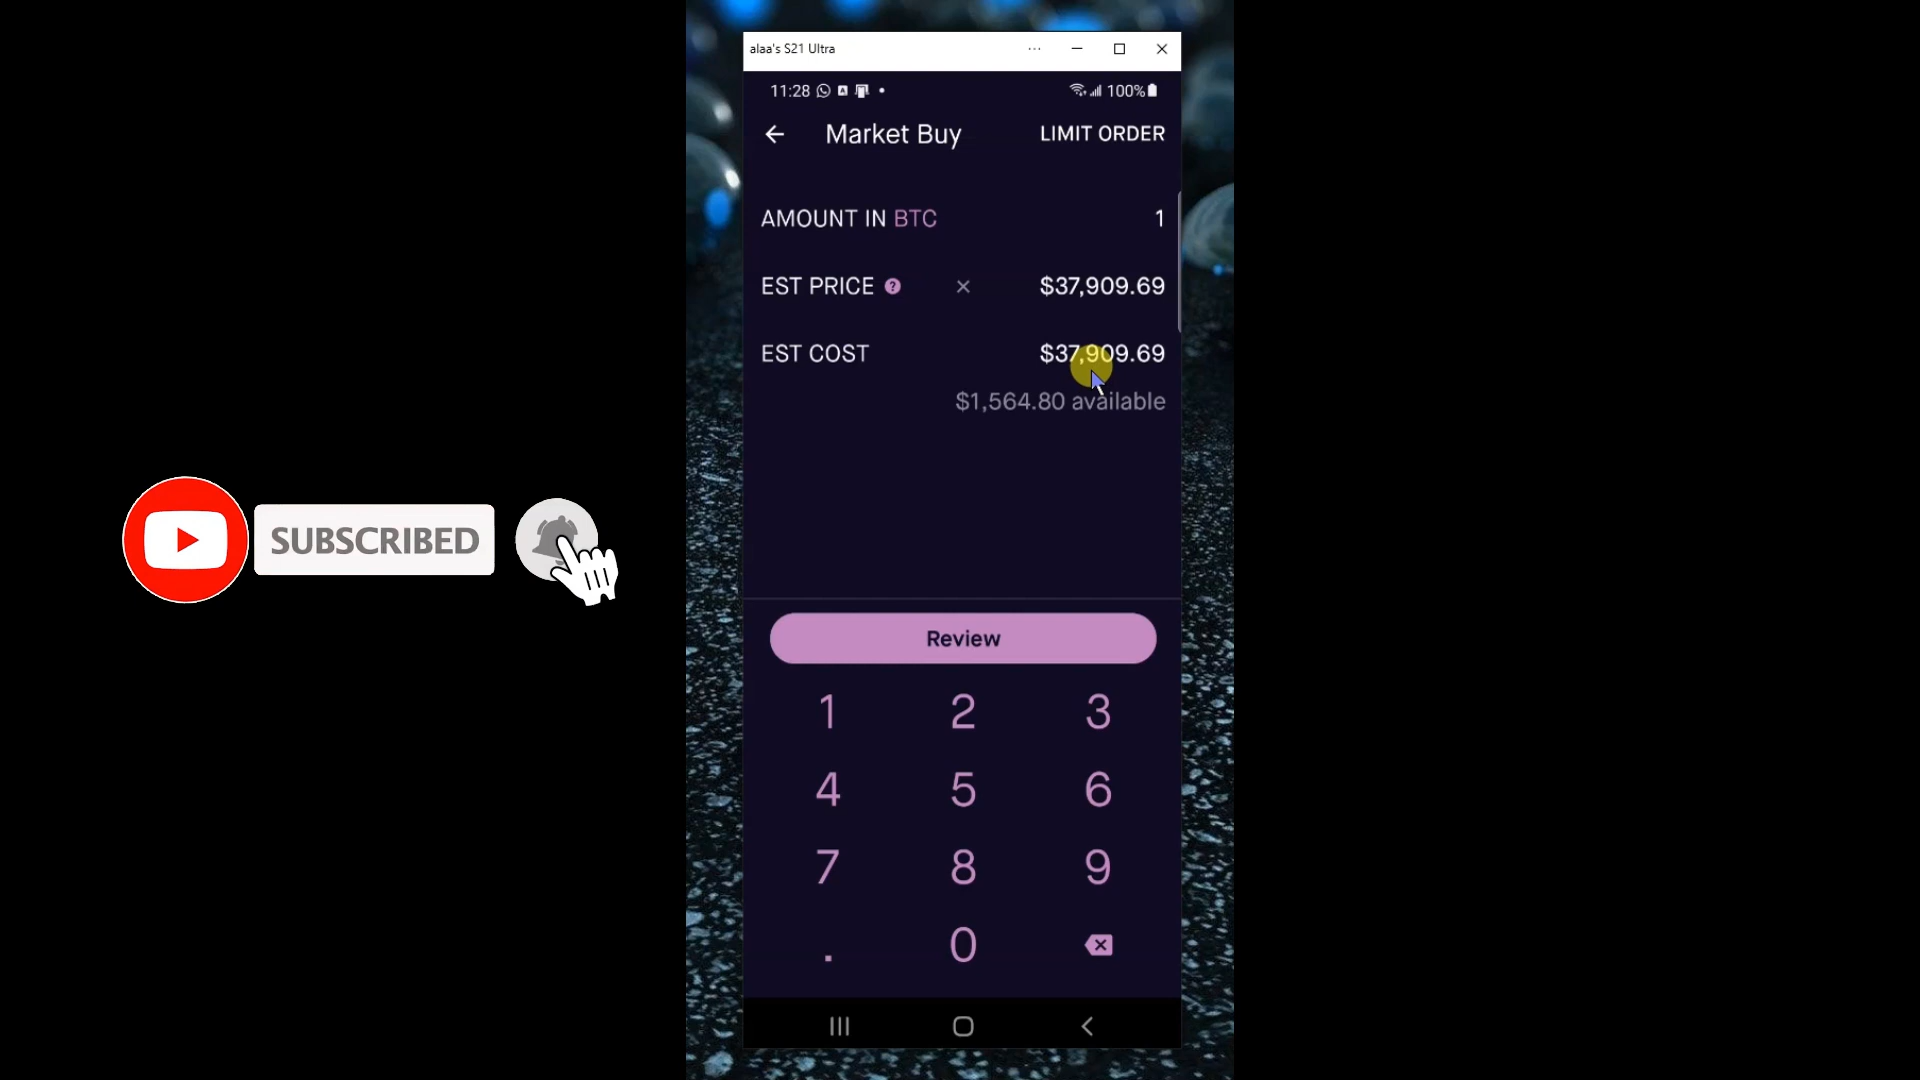 alaa's S21 Ultra
11:28 100%
Market Buy LIMIT ORDER
AMOUNT IN BTC 1
EST PRICE ? × $37,909.69
EST COST $37,909.69
$1,564.80 available
SUBSCRIBED
Review
1 2 3
4 5 6
7 8 9
. 0